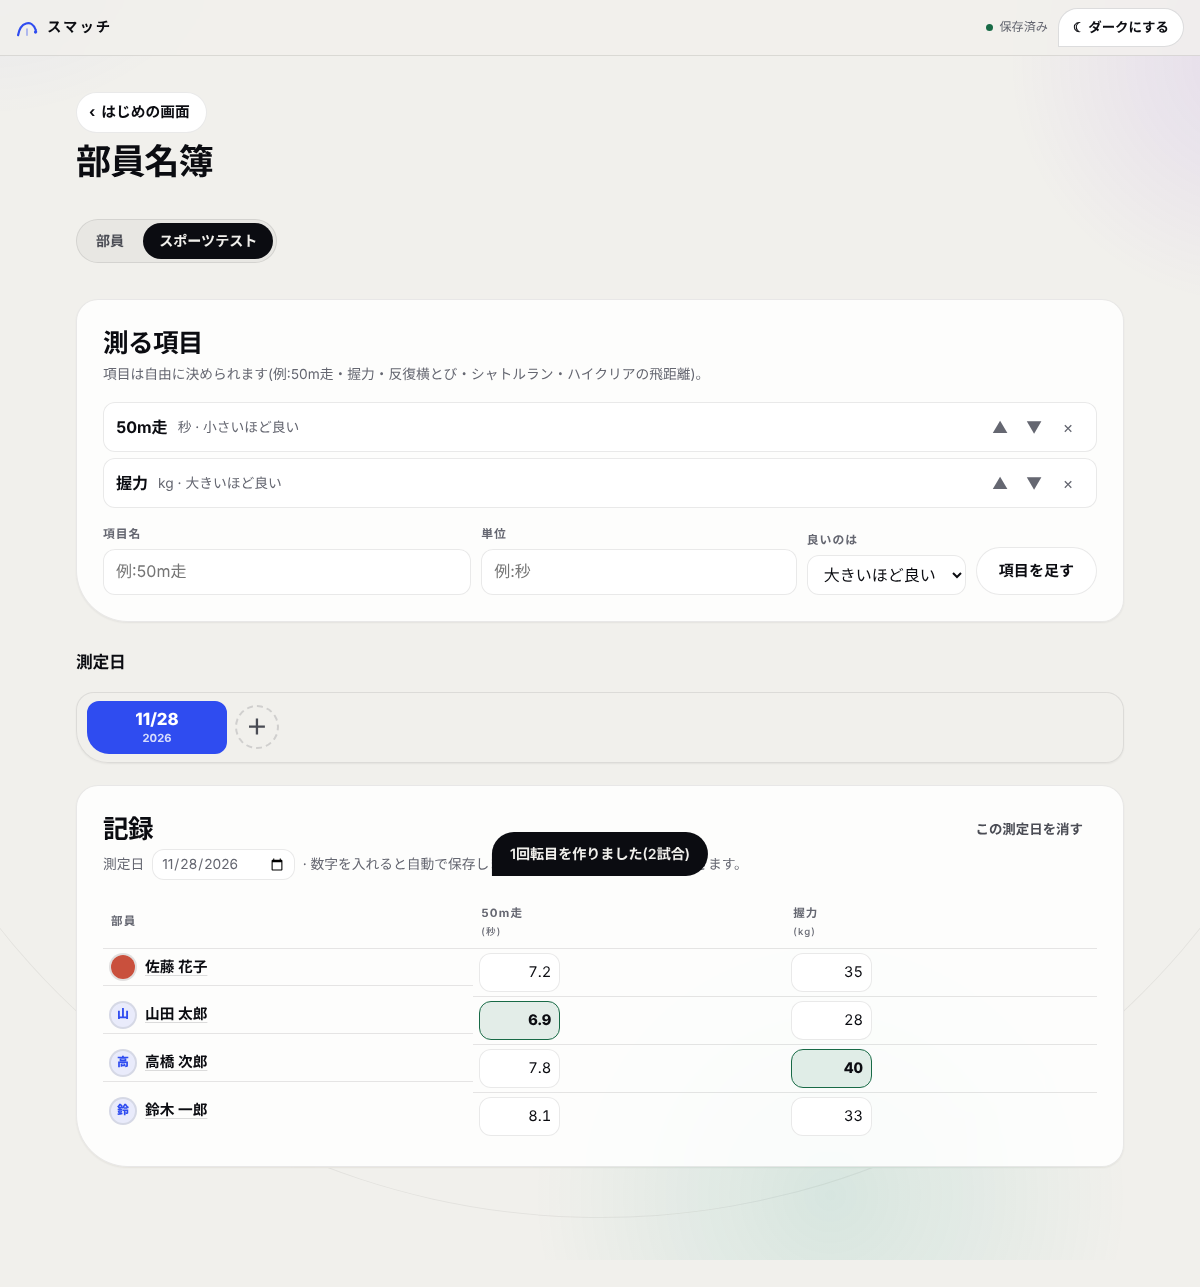 スマッチ
保存済み
☾ ダークにする
‹ はじめの画面
部員名簿
部員
スポーツテスト
測る項目
項目は自由に決められます(例:50m走・握力・反復横とび・シャトルラン・ハイクリアの飛距離)。
50m走 秒 · 小さいほど良い ▲ ▼ ×
握力 kg · 大きいほど良い ▲ ▼ ×
項目名 単位 良いのは
例:50m走 例:秒 大きいほど良い 項目を足す
測定日
11/28
2026
+
記録
この測定日を消す
測定日 11/28/2026 · 数字を入れると自動で保存し
1回転目を作りました(2試合)
ます。
部員 50m走 (秒) 握力 (kg)
佐藤 花子 7.2 35
山 山田 太郎 6.9 28
高 高橋 次郎 7.8 40
鈴 鈴木 一郎 8.1 33